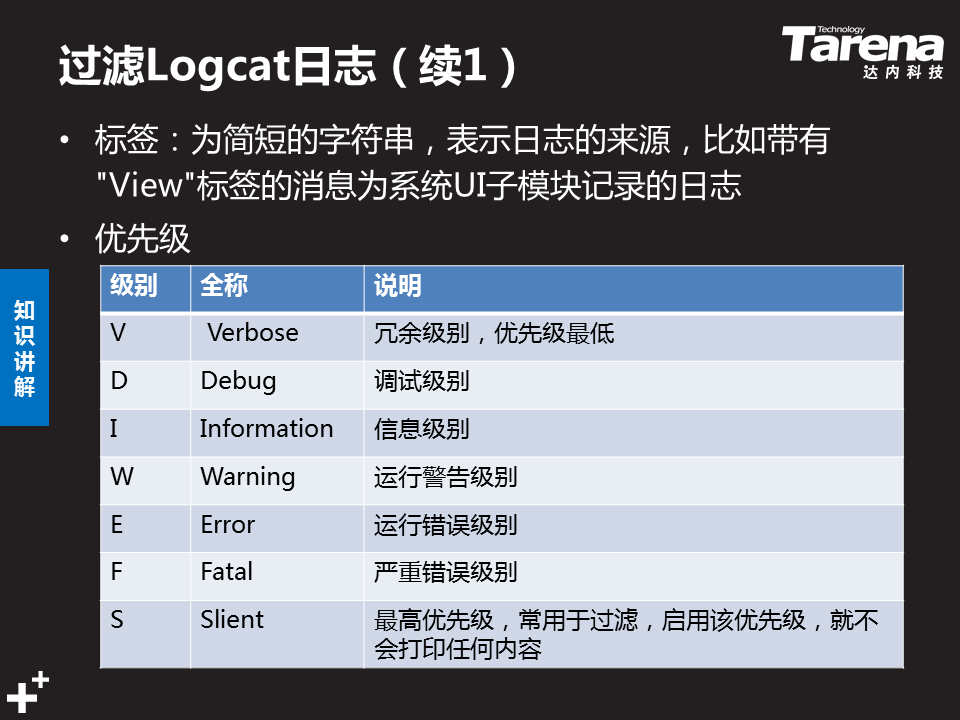 过滤Logcat日志（续1）
Technology
Tarena
达内科技
• 标签：为简短的字符串，表示日志的来源，比如带有
"View"标签的消息为系统UI子模块记录的日志
• 优先级
知识讲解
级别 全称 说明
V Verbose 冗余级别，优先级最低
D Debug 调试级别
I Information 信息级别
W Warning 运行警告级别
E Error 运行错误级别
F Fatal 严重错误级别
S Slient 最高优先级，常用于过滤，启用该优先级，就不
会打印任何内容